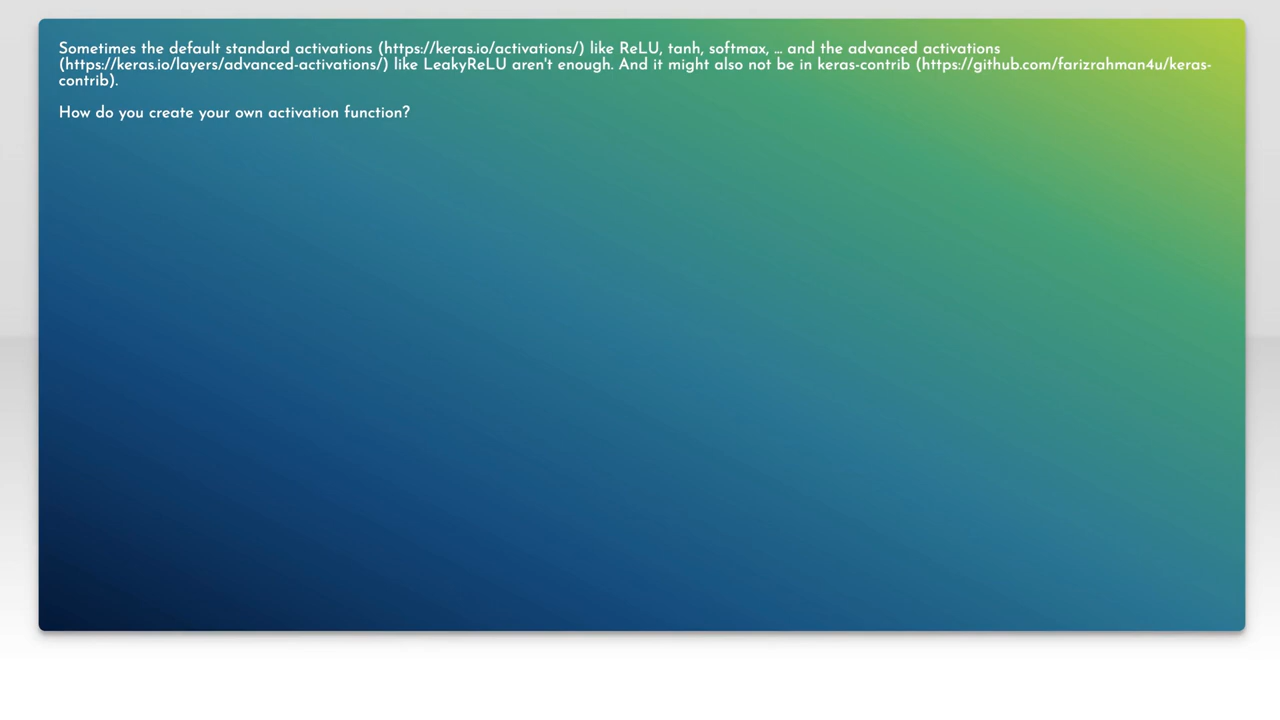 Sometimes the default standard activations (https://keras.io/activations/) like ReLU, tanh, softmax, ... and the advanced activations
(https://keras.io/layers/advanced-activations/) like LeakyReLU aren't enough. And it might also not be in keras-contrib (https://github.com/farizrahman4u/keras-
contrib).
How do you create your own activation function?